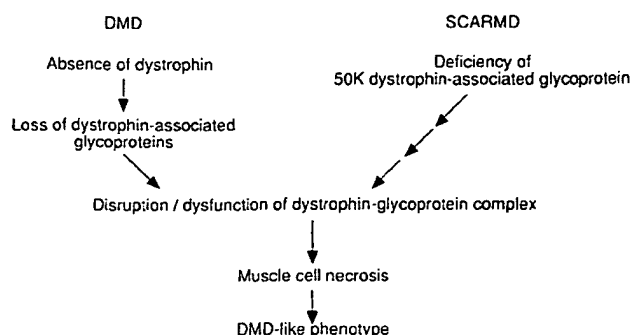 DMD
SCARMD
Absence of dystrophin
Deficiency of
50K dystrophin-associated glycoprotein
Loss of dystrophin-associated
glycoproteins
Disruption / dysfunction of dystrophin-glycoprotein complex
Muscle cell necrosis
DMD-like phenotype